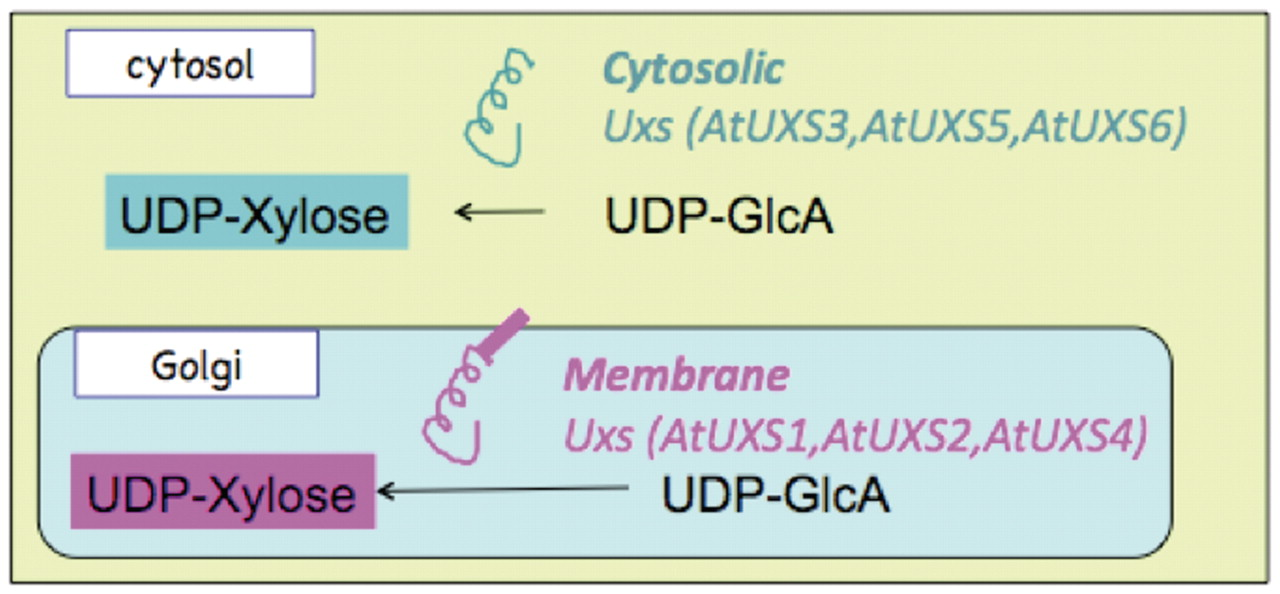 cytosol
Cytosolic
Uxs (AtUXS3,AtUXS5,AtUXS6)
UDP-Xylose
UDP-GlcA
Golgi
Membrane
Uxs (AtUXS1,AtUXS2,AtUXS4)
UDP-Xylose
UDP-GlcA